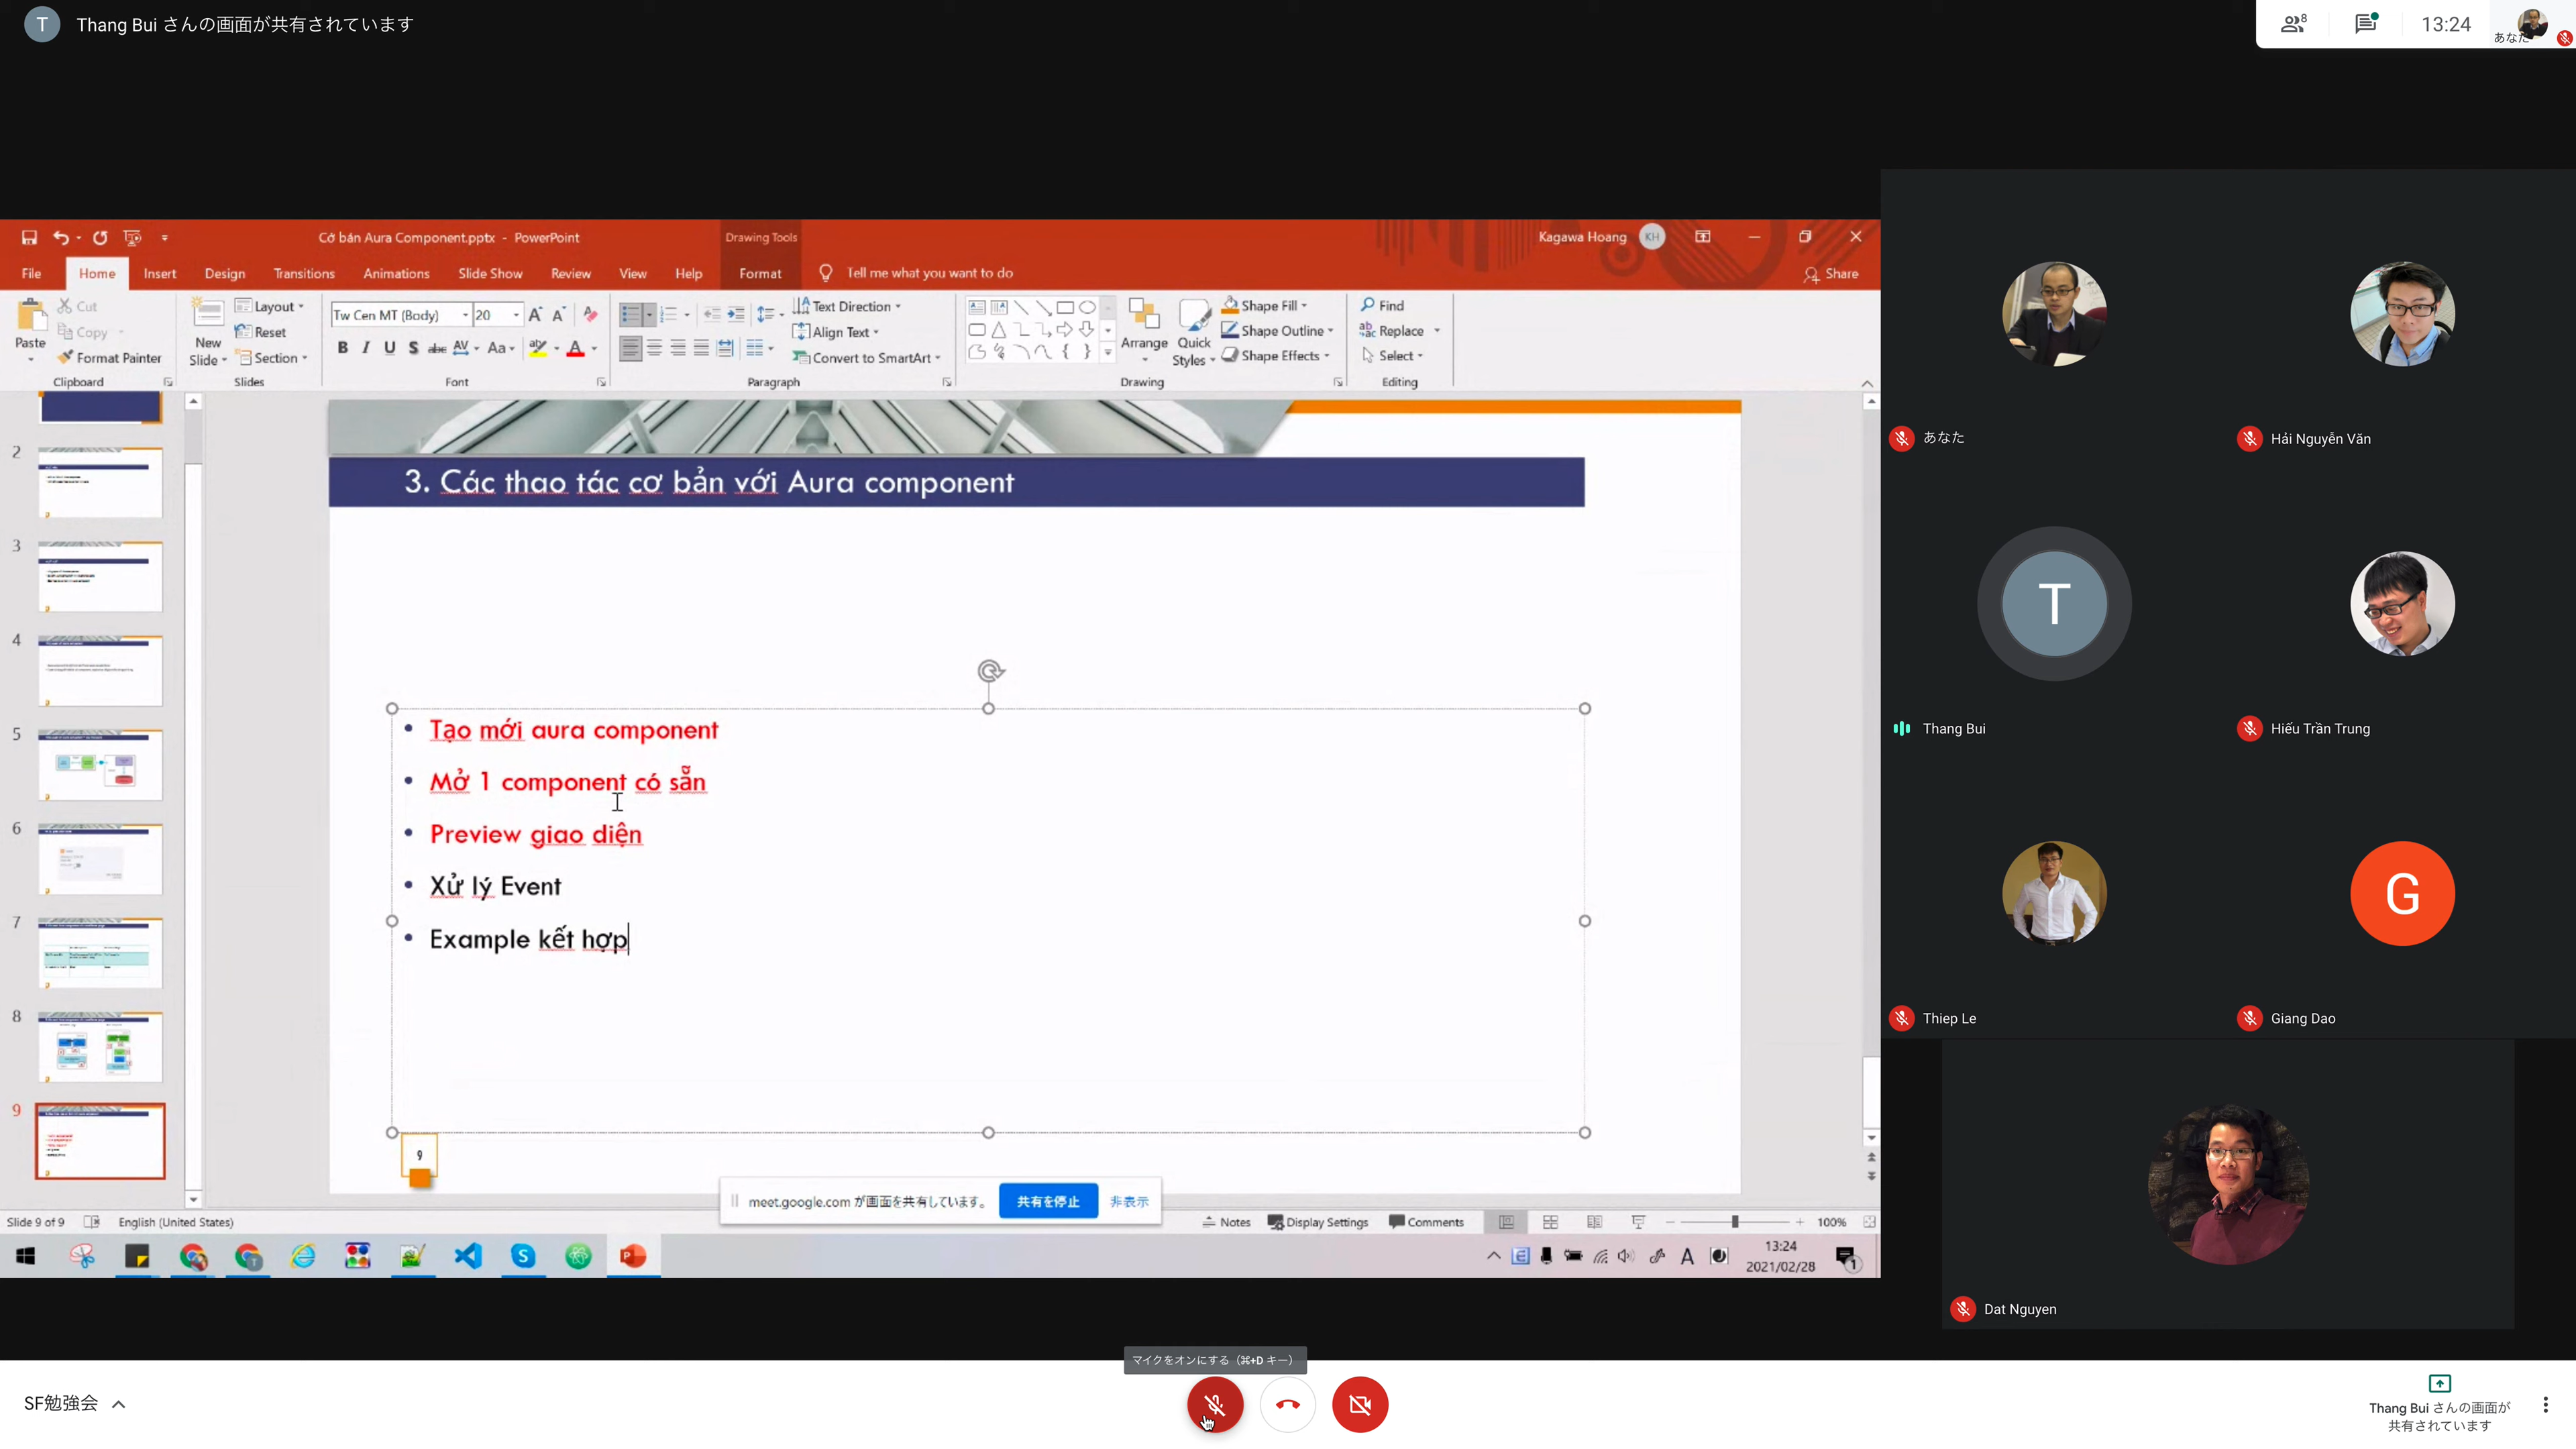 T Thang Bui さんの画面が共有されています
8
13:24
あなた
Cơ bản Aura Component.pptx - PowerPoint
Drawing Tools
Kagawa Hoang KH
File Home Insert Design Transitions Animations Slide Show Review View Help Format Tell me what you want to do Share
Paste
Cut
Copy
Format Painter
Clipboard
New Slide
Layout
Reset
Section
Slides
Tw Cen MT (Body) 20
B I U S abc AV Aa
Font
Text Direction
Align Text
Convert to SmartArt
Paragraph
Arrange
Quick Styles
Shape Fill
Shape Outline
Shape Effects
Drawing
Find
Replace
Select
Editing
2
3
4
5
6
7
8
9
3. Các thao tác cơ bản với Aura component
• Tạo mới aura component
• Mở 1 component có sẵn
• Preview giao diện
• Xử lý Event
• Example kết hợp
9
meet.google.com が画面を共有しています。 共有を停止 非表示
Slide 9 of 9 English (United States)
Notes Display Settings Comments 100%
A
13:24
2021/02/28
1
あなた
Hải Nguyễn Văn
T
Thang Bui
Hiếu Trần Trung
Thiep Le
G
Giang Dao
Dat Nguyen
マイクをオンにする（⌘+D キー）
SF勉強会
Thang Bui さんの画面が
共有されています